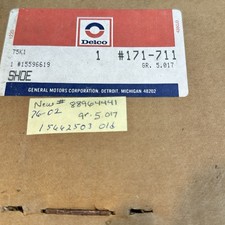 Delco
T5K1 1 #171-711
1 #15596619 GR. 5.017
SHOE
GENERAL MOTORS CORPORATION, DETROIT, MICHIGAN 48202
New # 88964441
76-02 gr-5.017
15642503 016